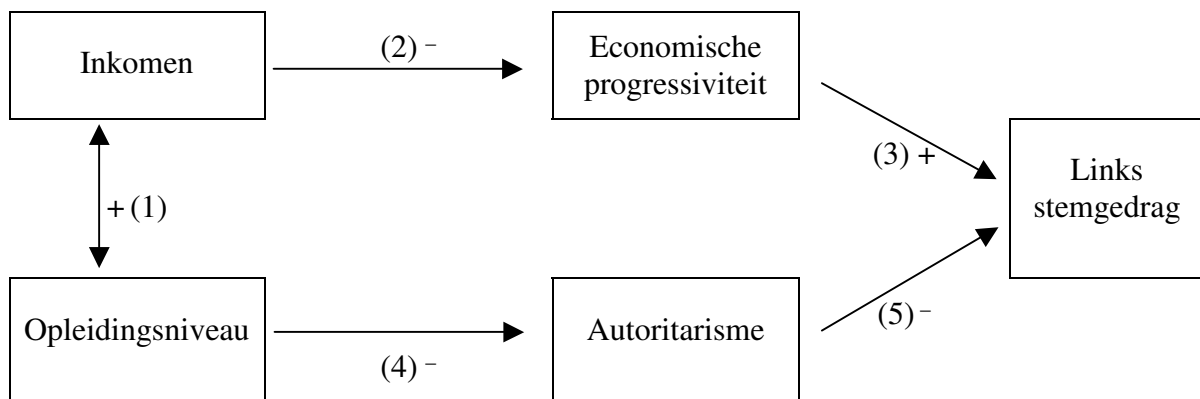 Inkomen
(2) −
Economische
progressiviteit
(3) +
Links
stemgedrag
+ (1)
Opleidingsniveau
(4) −
Autoritarisme
(5) −